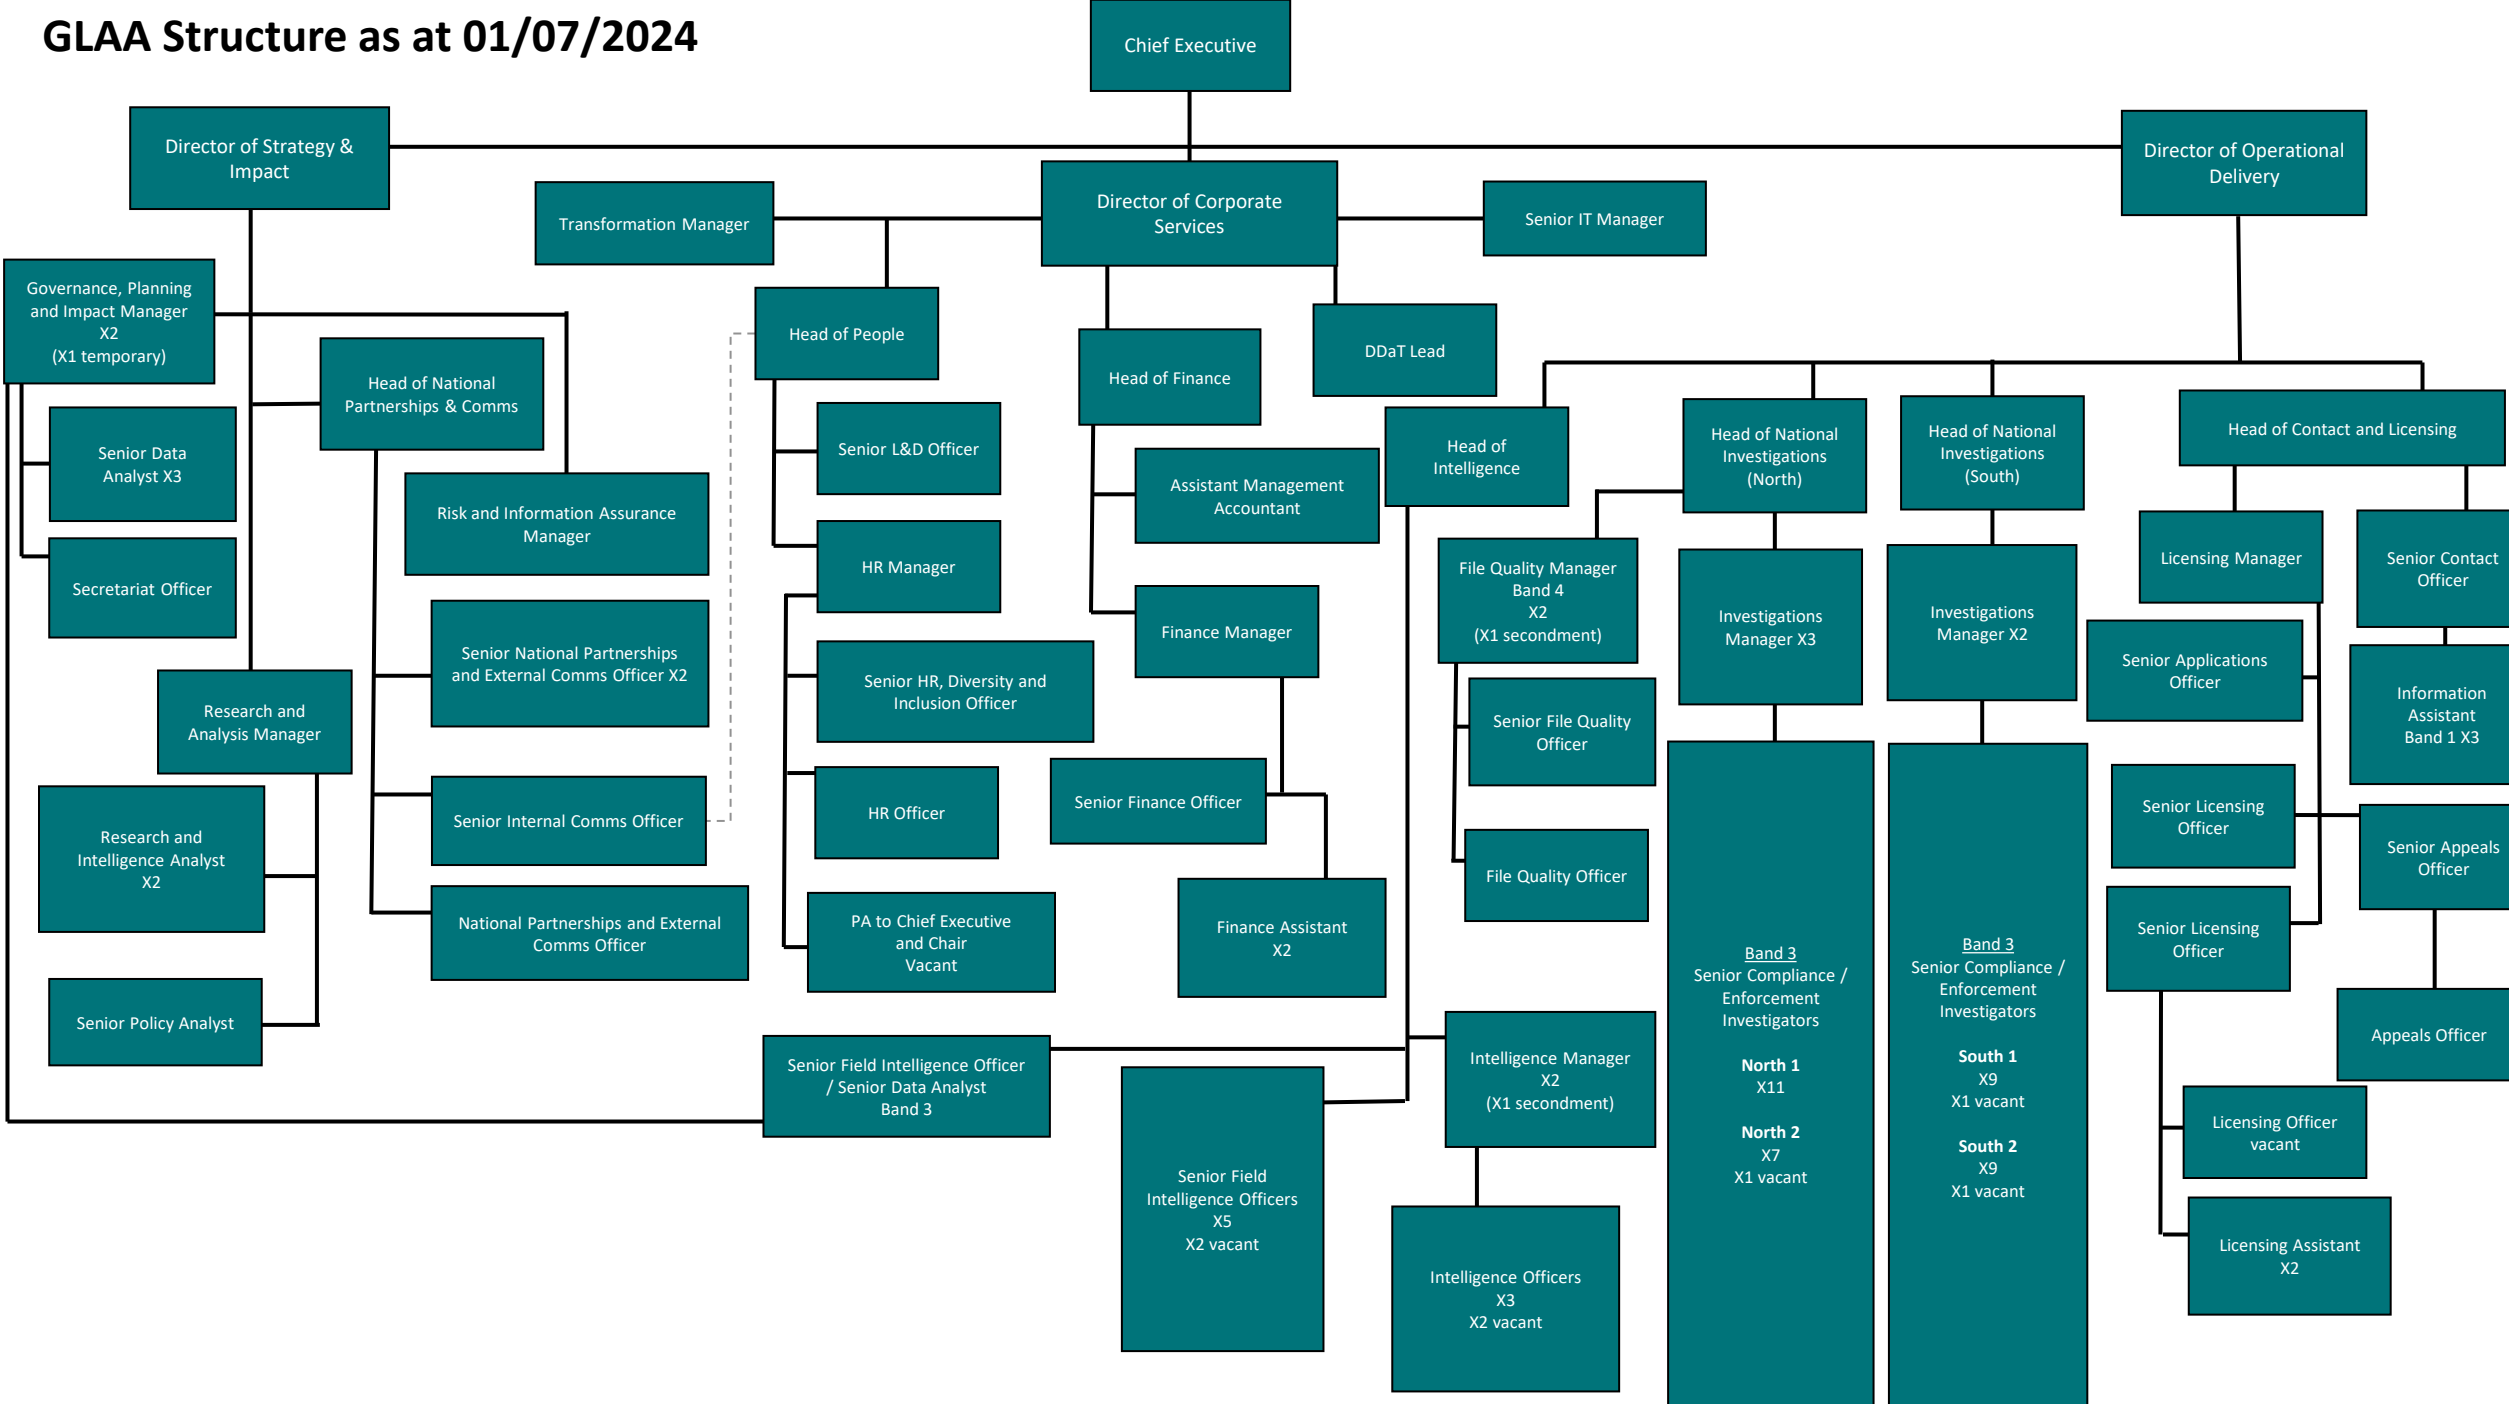 GLAA Structure as at 01/07/2024
Chief Executive
Director of Strategy &
Impact
Director of Corporate
Services
Director of Operational
Delivery
Transformation Manager
Senior IT Manager
Governance, Planning
and Impact Manager
X2
(X1 temporary)
Head of People
Head of Finance
DDaT Lead
Head of National
Partnerships & Comms
Senior Data
Analyst X3
Secretariat Officer
Risk and Information Assurance
Manager
Senior National Partnerships
and External Comms Officer X2
Senior Internal Comms Officer
National Partnerships and External
Comms Officer
Research and
Analysis Manager
Research and
Intelligence Analyst
X2
Senior Policy Analyst
Senior L&D Officer
HR Manager
Senior HR, Diversity and
Inclusion Officer
HR Officer
PA to Chief Executive
and Chair
Vacant
Assistant Management
Accountant
Finance Manager
Senior Finance Officer
Finance Assistant
X2
Head of
Intelligence
Head of National
Investigations
(North)
Head of National
Investigations
(South)
Head of Contact and Licensing
File Quality Manager
Band 4
X2
(X1 secondment)
Senior File Quality
Officer
File Quality Officer
Investigations
Manager X3
Investigations
Manager X2
Licensing Manager
Senior Contact
Officer
Senior Applications
Officer
Information
Assistant
Band 1 X3
Senior Licensing
Officer
Senior Appeals
Officer
Senior Licensing
Officer
Appeals Officer
Licensing Officer
vacant
Licensing Assistant
X2
Senior Field Intelligence Officer
/ Senior Data Analyst
Band 3
Senior Field
Intelligence Officers
X5
X2 vacant
Intelligence Manager
X2
(X1 secondment)
Intelligence Officers
X3
X2 vacant
Band 3
Senior Compliance /
Enforcement
Investigators
North 1
X11
North 2
X7
X1 vacant
Band 3
Senior Compliance /
Enforcement
Investigators
South 1
X9
X1 vacant
South 2
X9
X1 vacant